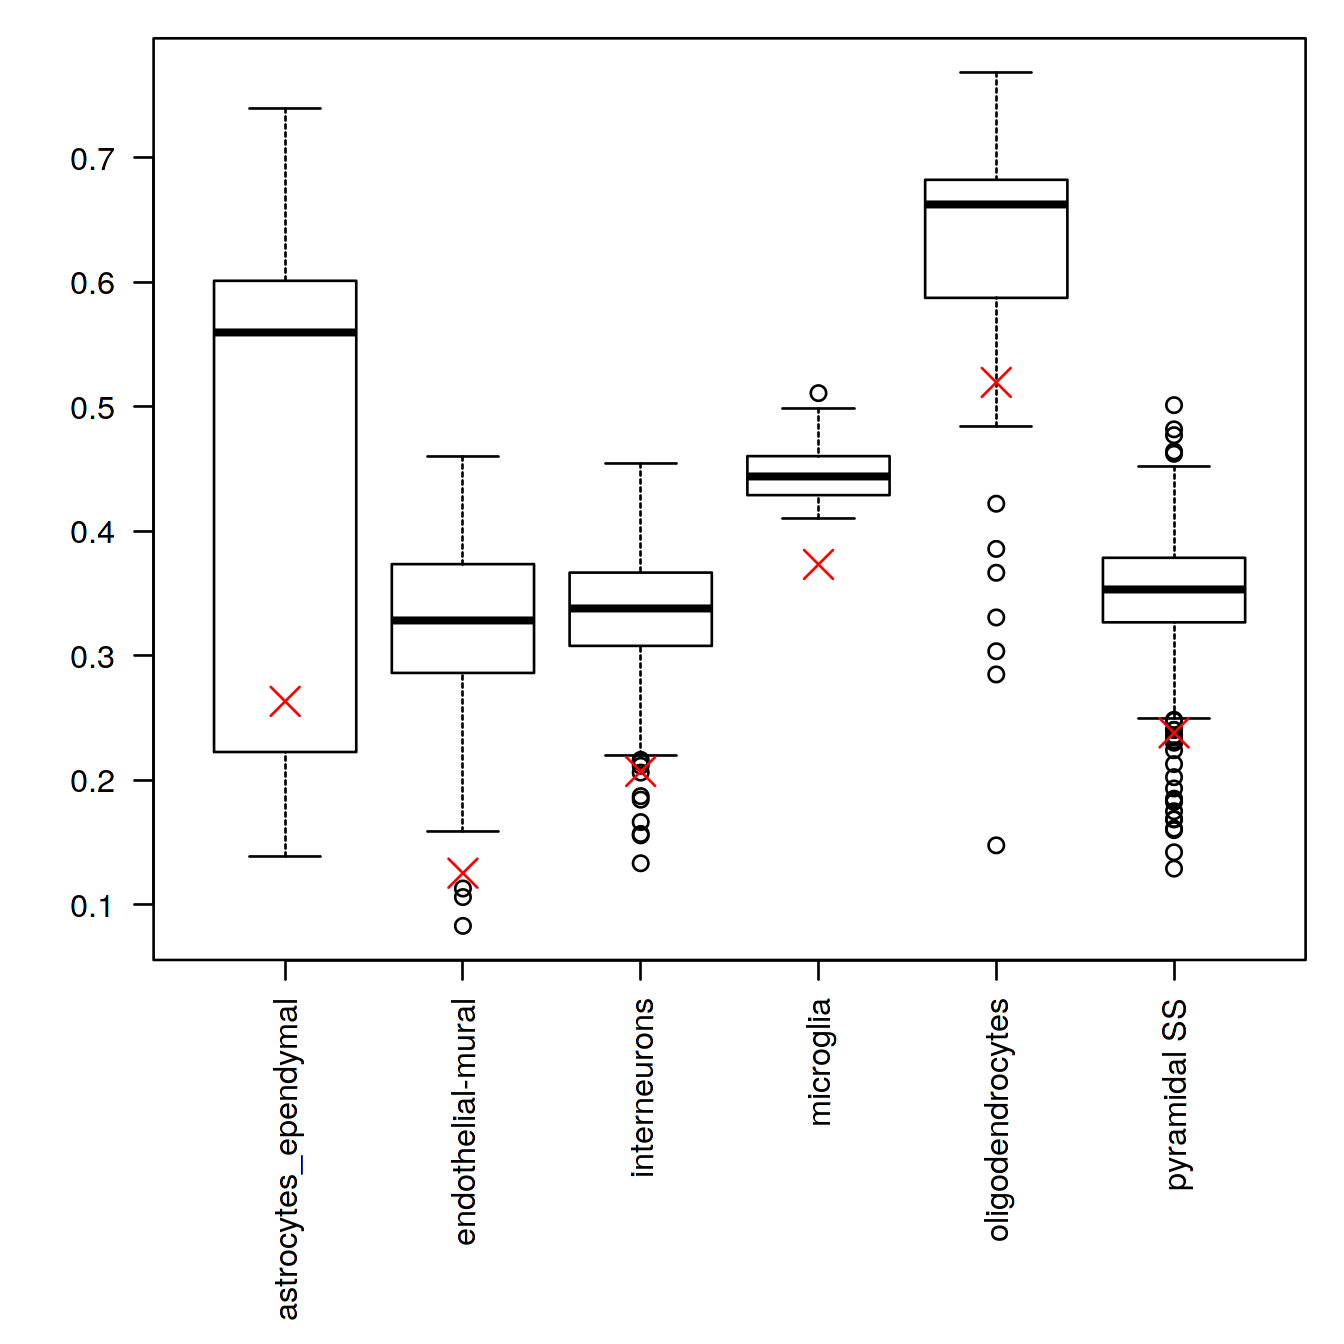 0.7
0.6
0.5
0.4
0.3
0.2
0.1
astrocytes_ependymal
endothelial-mural
interneurons
microglia
oligodendrocytes
pyramidal SS